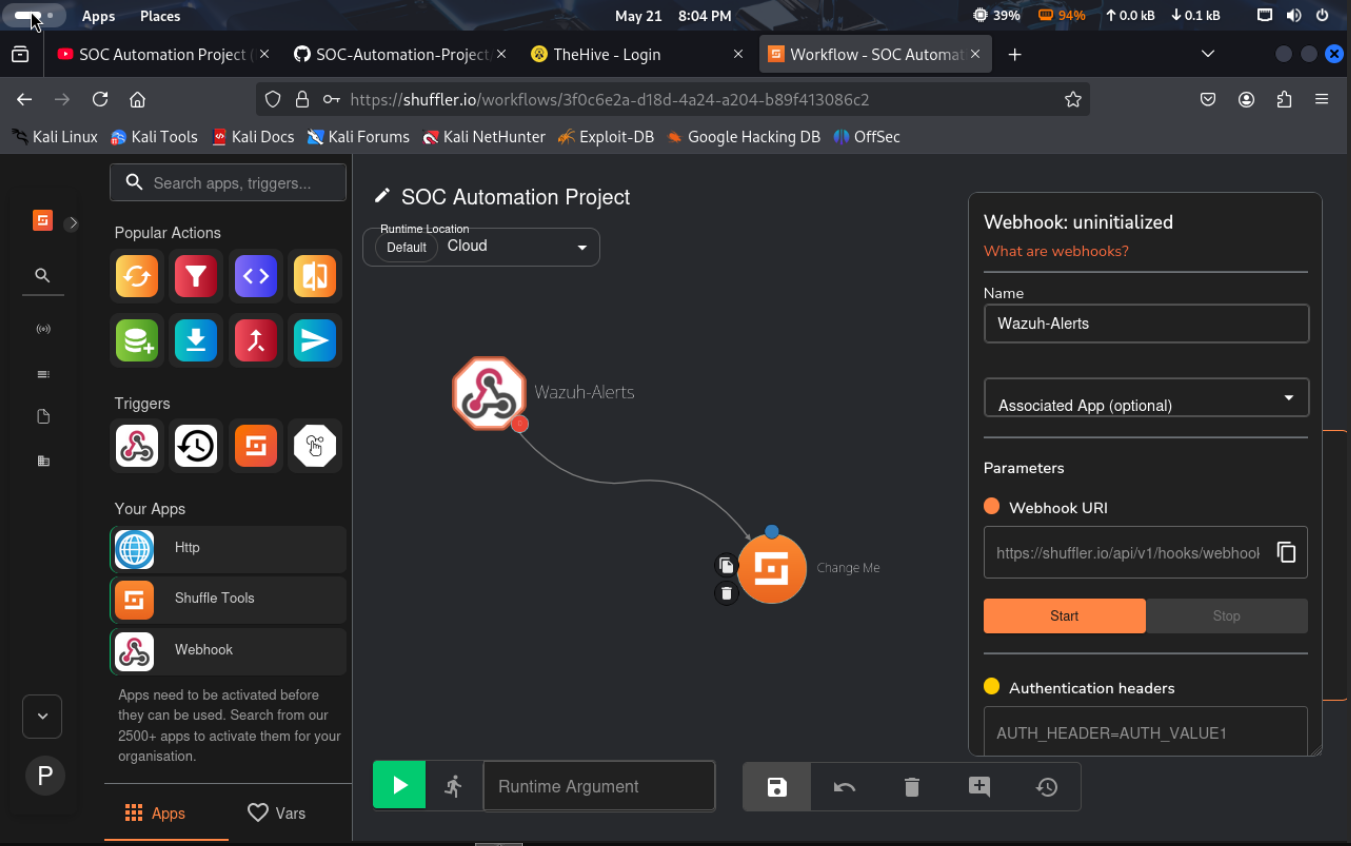 Apps Places May 21 8:04 PM 39% 94% 0.0 kB 0.1 kB
SOC Automation Project ( SOC-Automation-Project TheHive - Login Workflow - SOC Automat
https://shuffler.io/workflows/3f0c6e2a-d18d-4a24-a204-b89f413086c2
Kali Linux Kali Tools Kali Docs Kali Forums Kali NetHunter Exploit-DB Google Hacking DB OffSec
Search apps, triggers...
Popular Actions
Triggers
Your Apps
Http
Shuffle Tools
Webhook
Apps need to be activated before
they can be used. Search from our
2500+ apps to activate them for your
organisation.
P
Apps Vars
SOC Automation Project
Runtime Location
Default Cloud
Wazuh-Alerts
Change Me
Runtime Argument
Webhook: uninitialized
What are webhooks?
Name
Wazuh-Alerts
Associated App (optional)
Parameters
Webhook URI
https://shuffler.io/api/v1/hooks/webhook
Start Stop
Authentication headers
AUTH_HEADER=AUTH_VALUE1